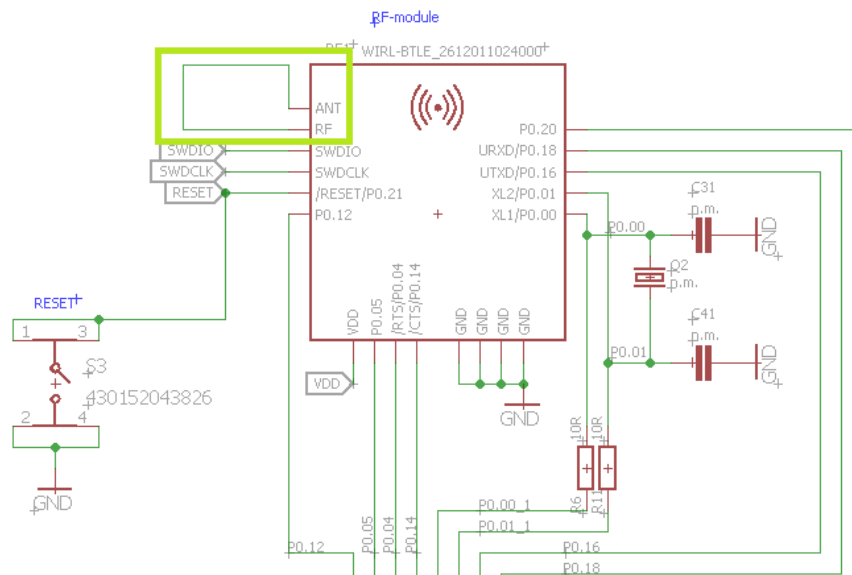 RF-module
RF1
WIRL-BTLE_2612011024000
ANT
RF
SWDIO
SWDCLK
/RESET/P0.21
P0.12
SWDIO
SWDCLK
RESET
P0.20
URXD/P0.18
UTXD/P0.16
XL2/P0.01
XL1/P0.00
VDD
P0.05
/RTS/P0.04
/CTS/P0.14
GND
GND
GND
GND
VDD
GND
C31
p.m.
GND
P0.00
Q2
p.m.
C41
p.m.
GND
P0.01
RESET
1
3
S3
430152043826
2
4
GND
10R
10R
R6
R11
P0.00_1
P0.01_1
P0.12
P0.05
P0.04
P0.14
P0.16
P0.18